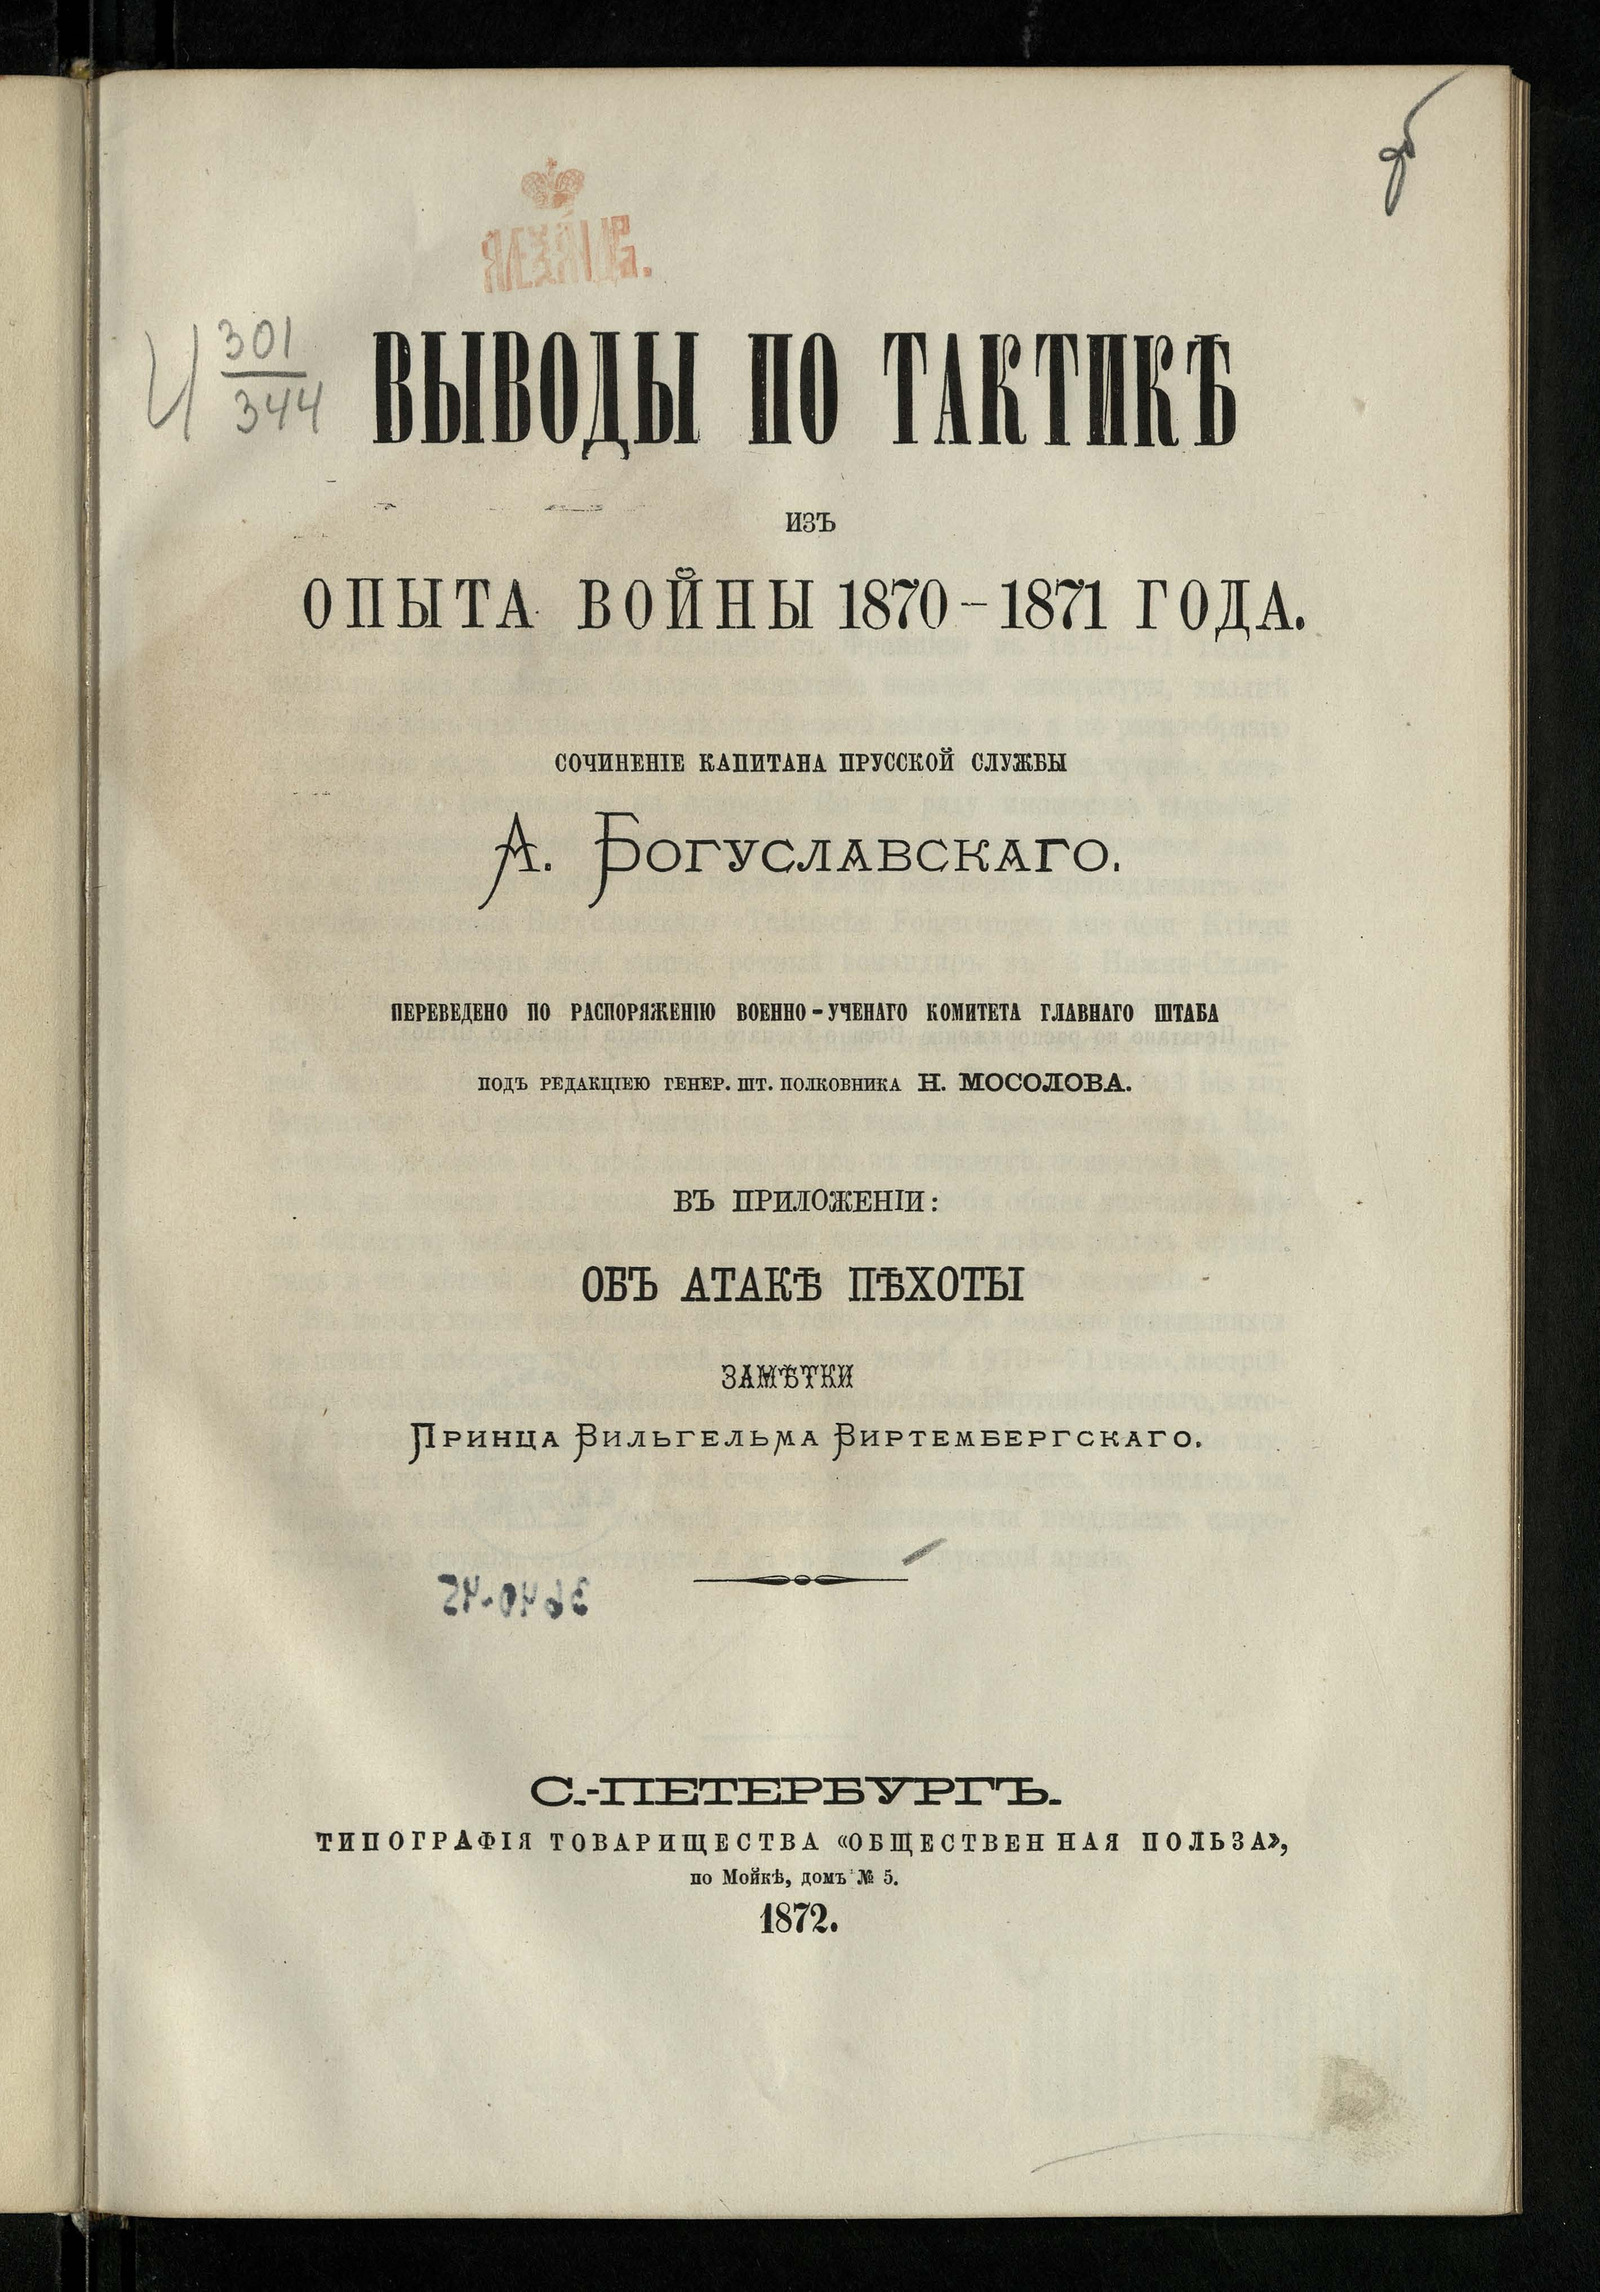 И 301
344
ВЫВОДЫ ПО ТАКТИКѢ
ИЗЪ
ОПЫТА ВОЙНЫ 1870-1871 ГОДА.
СОЧИНЕНІЕ КАПИТАНА ПРУССКОЙ СЛУЖБЫ
А. БОГУСЛАВСКАГО.
ПЕРЕВЕДЕНО ПО РАСПОРЯЖЕНІЮ ВОЕННО-УЧЕНАГО КОМИТЕТА ГЛАВНАГО ШТАБА
ПОДЪ РЕДАКЦІЕЮ ГЕНЕР. ШТ. ПОЛКОВНИКА Н. МОСОЛОВА.
ВЪ ПРИЛОЖЕНІИ:
ОБЪ АТАКѢ ПѢХОТЫ
ЗАМѢТКИ
ПРИНЦА ВИЛЬГЕЛЬМА ВИРТЕМБЕРГСКАГО.
С.-ПЕТЕРБУРГЪ.
ТИПОГРАФІЯ ТОВАРИЩЕСТВА «ОБЩЕСТВЕННАЯ ПОЛЬЗА»,
по Мойкѣ, домъ № 5.
1872.